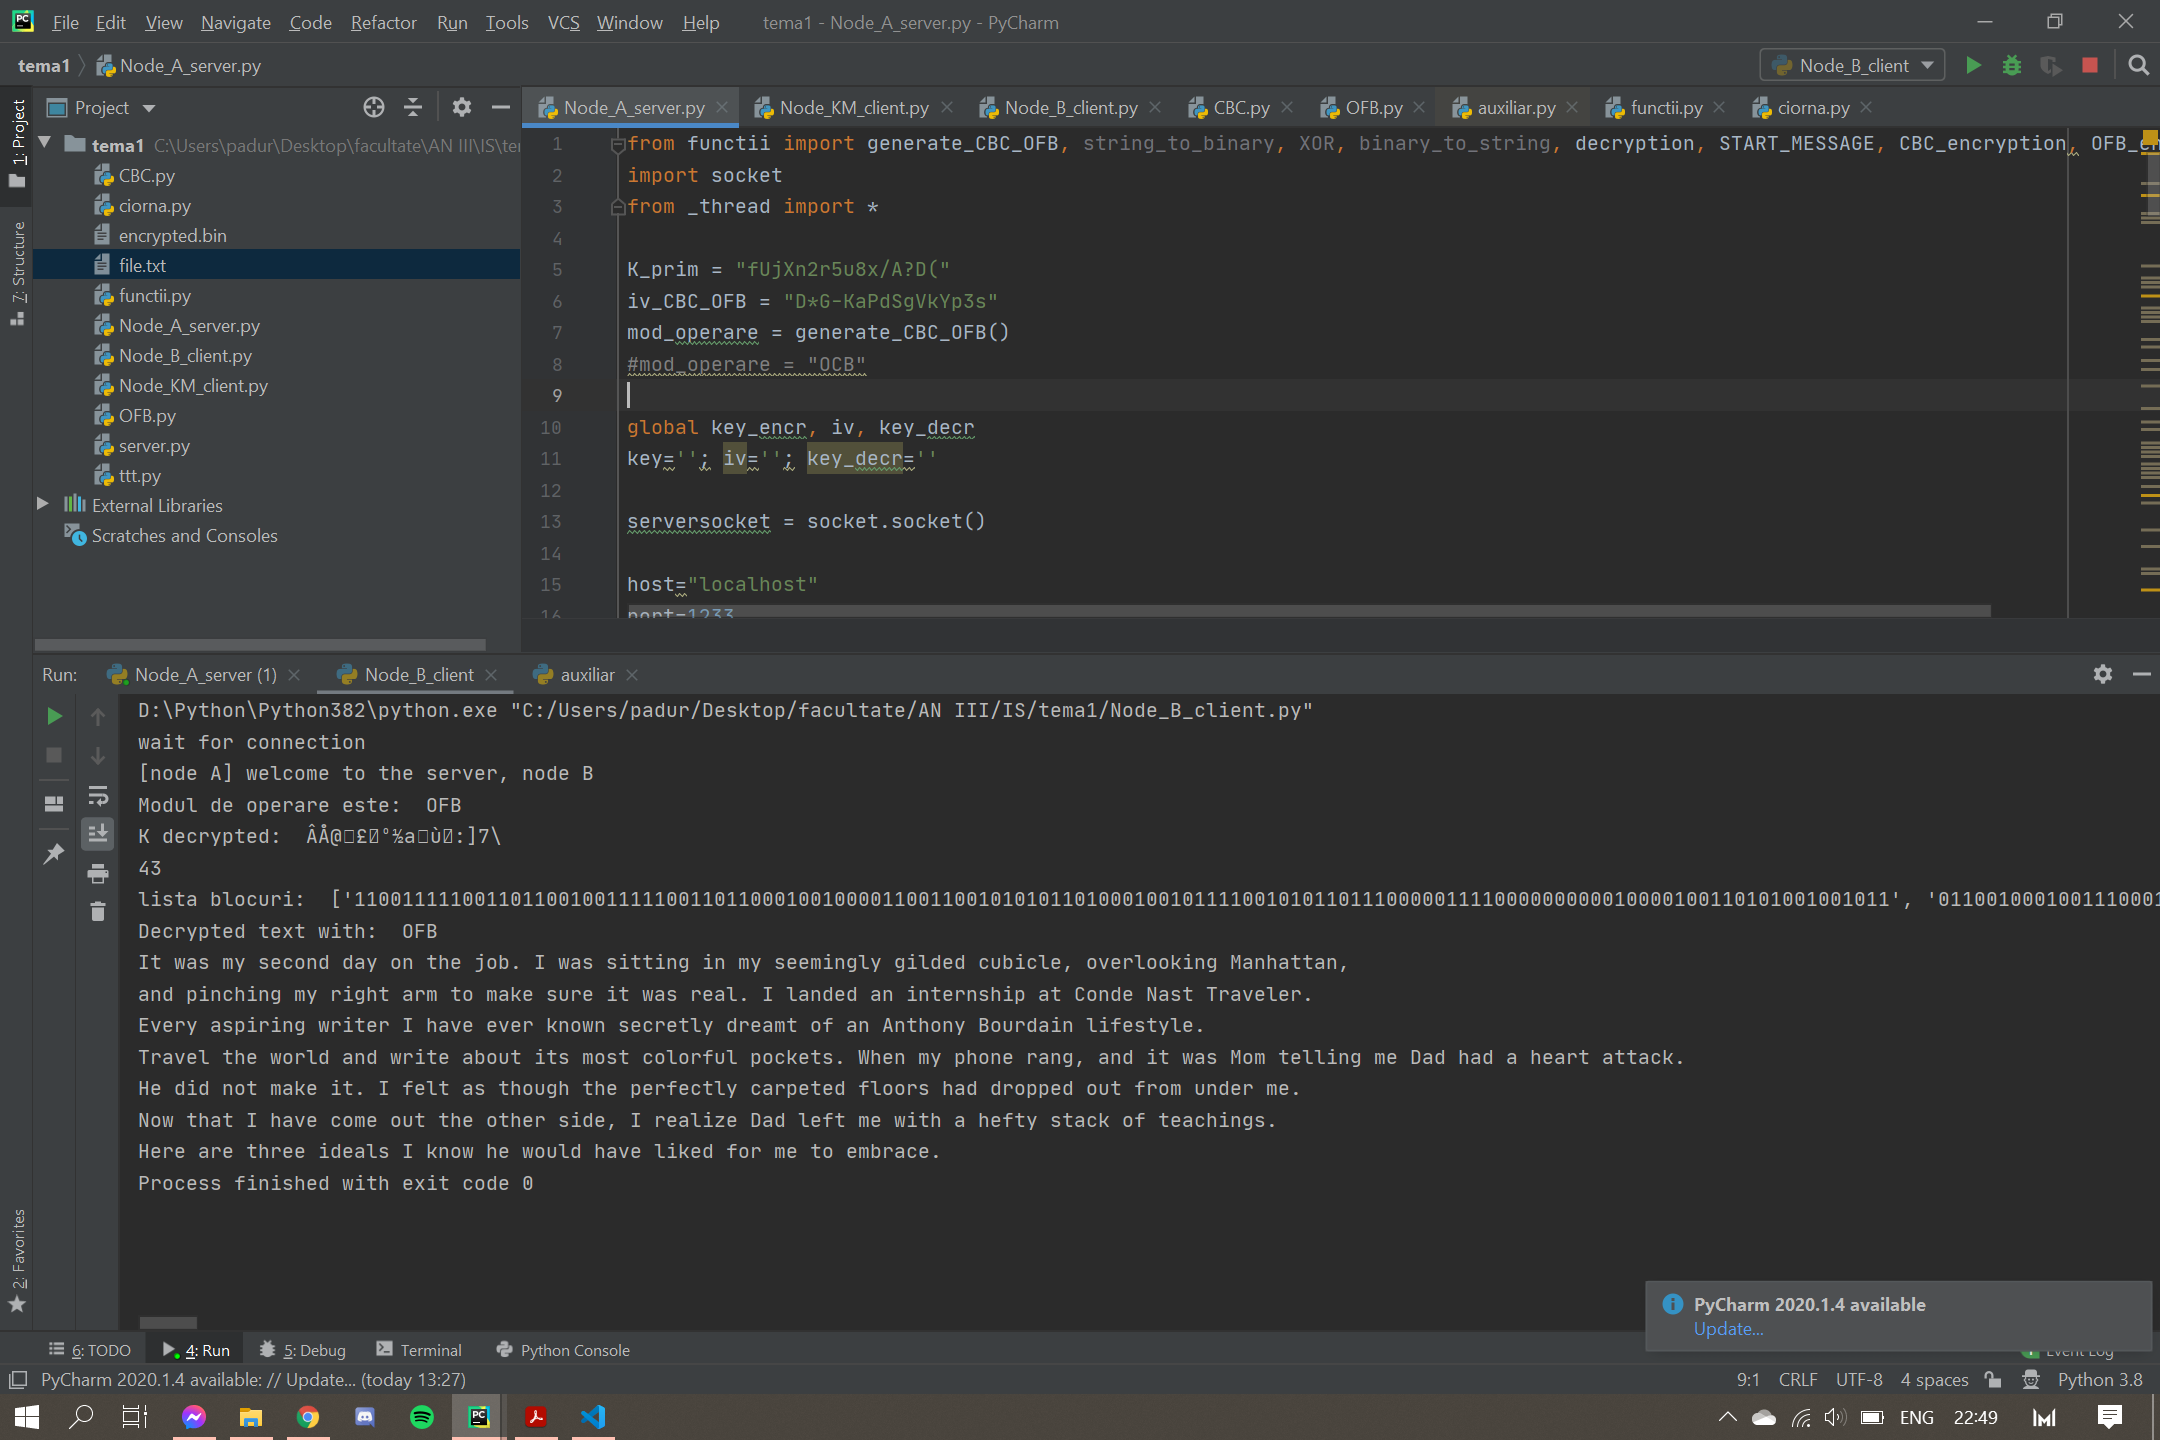 File Edit View Navigate Code Refactor Run Tools VCS Window Help tema1 - Node_A_server.py - PyCharm
tema1 Node_A_server.py Node_B_client
1: Project
7: Structure
2: Favorites
Project
tema1 C:\Users\padur\Desktop\facultate\AN III\IS\te
CBC.py
ciorna.py
encrypted.bin
file.txt
functii.py
Node_A_server.py
Node_B_client.py
Node_KM_client.py
OFB.py
server.py
ttt.py
External Libraries
Scratches and Consoles
Node_A_server.py Node_KM_client.py Node_B_client.py CBC.py OFB.py auxiliar.py functii.py ciorna.py
1 from functii import generate_CBC_OFB, string_to_binary, XOR, binary_to_string, decryption, START_MESSAGE, CBC_encryption, OFB_en
2 import socket
3 from _thread import *
4
5 K_prim = "fUjXn2r5u8x/A?D("
6 iv_CBC_OFB = "D*G-KaPdSgVkYp3s"
7 mod_operare = generate_CBC_OFB()
8 #mod_operare = "OCB"
9
10 global key_encr, iv, key_decr
11 key=''; iv=''; key_decr=''
12
13 serversocket = socket.socket()
14
15 host="localhost"
16 port=1233
Run: Node_A_server (1) Node_B_client auxiliar
D:\Python\Python382\python.exe "C:/Users/padur/Desktop/facultate/AN III/IS/tema1/Node_B_client.py"
wait for connection
[node A] welcome to the server, node B
Modul de operare este:  OFB
K decrypted:
43
lista blocuri:
Decrypted text with:  OFB
It was my second day on the job. I was sitting in my seemingly gilded cubicle, overlooking Manhattan,
and pinching my right arm to make sure it was real. I landed an internship at Conde Nast Traveler.
Every aspiring writer I have ever known secretly dreamt of an Anthony Bourdain lifestyle.
Travel the world and write about its most colorful pockets. When my phone rang, and it was Mom telling me Dad had a heart attack.
He did not make it. I felt as though the perfectly carpeted floors had dropped out from under me.
Now that I have come out the other side, I realize Dad left me with a hefty stack of teachings.
Here are three ideals I know he would have liked for me to embrace.
Process finished with exit code 0
PyCharm 2020.1.4 available
Update...
6: TODO 4: Run 5: Debug Terminal Python Console Event Log
PyCharm 2020.1.4 available: // Update... (today 13:27) 9:1 CRLF UTF-8 4 spaces Python 3.8
ENG 22:49